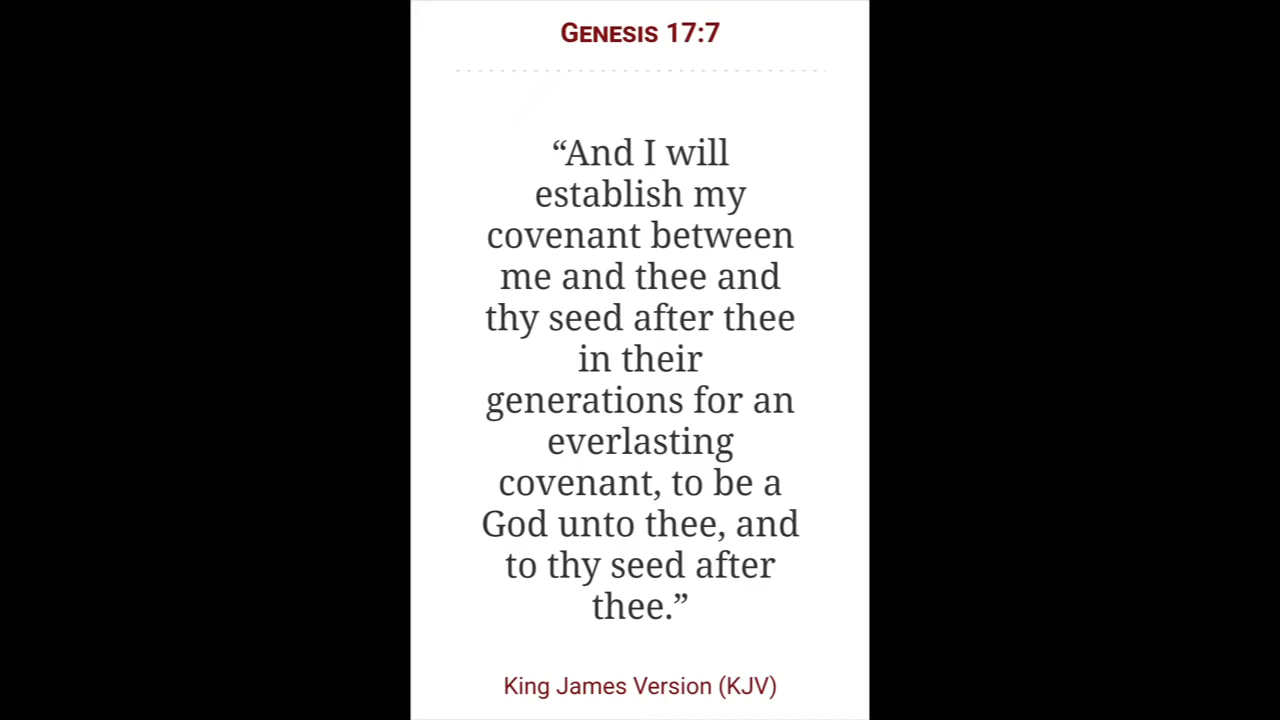 Genesis 17:7
“And I will
establish my
covenant between
me and thee and
thy seed after thee
in their
generations for an
everlasting
covenant, to be a
God unto thee, and
to thy seed after
thee.”
King James Version (KJV)